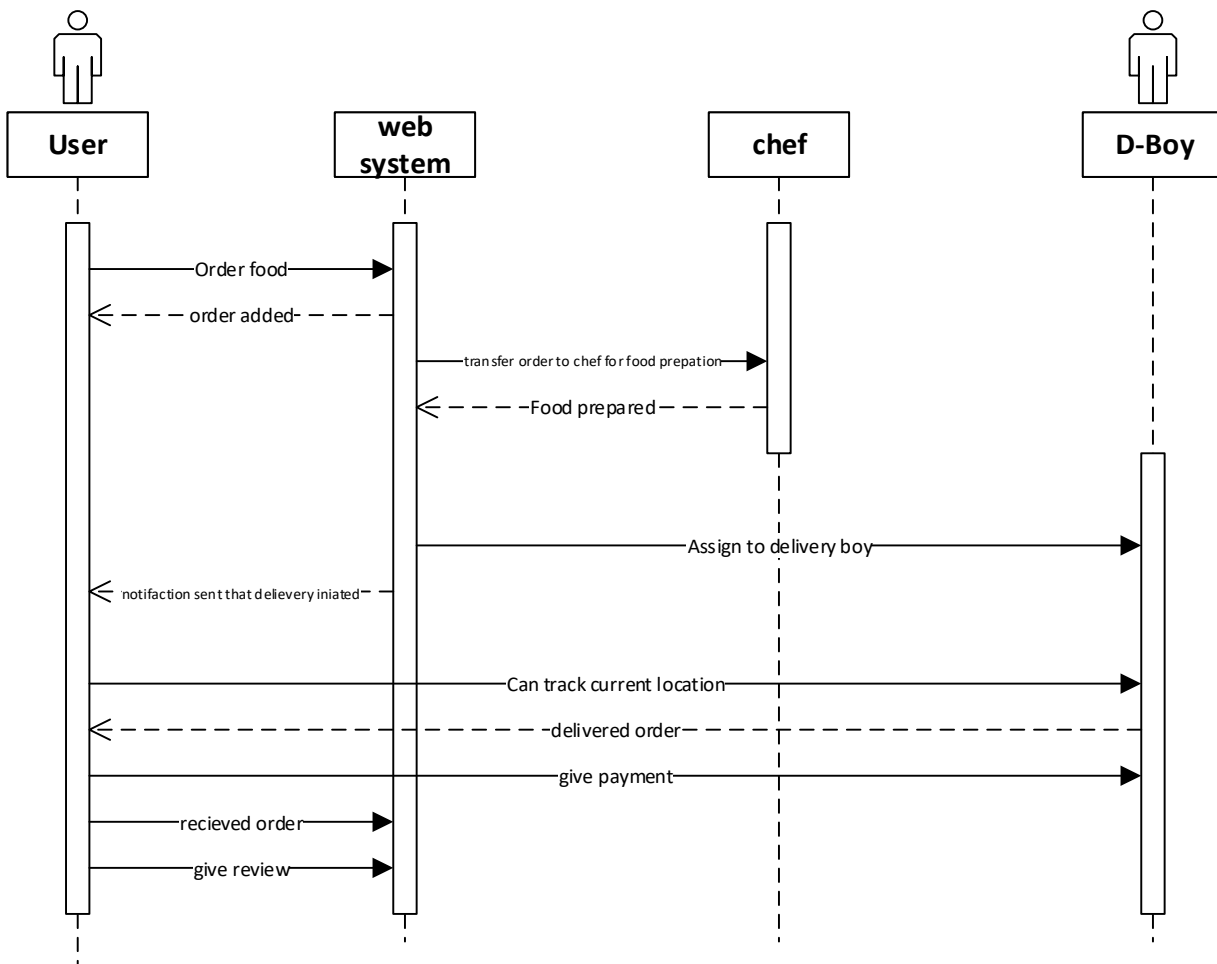 User
web
system
chef
D-Boy
Order food
order added
transfer order to chef for food prepation
Food prepared
Assign to delivery boy
notifaction sent that delievery iniated
Can track current location
delivered order
give payment
recieved order
give review